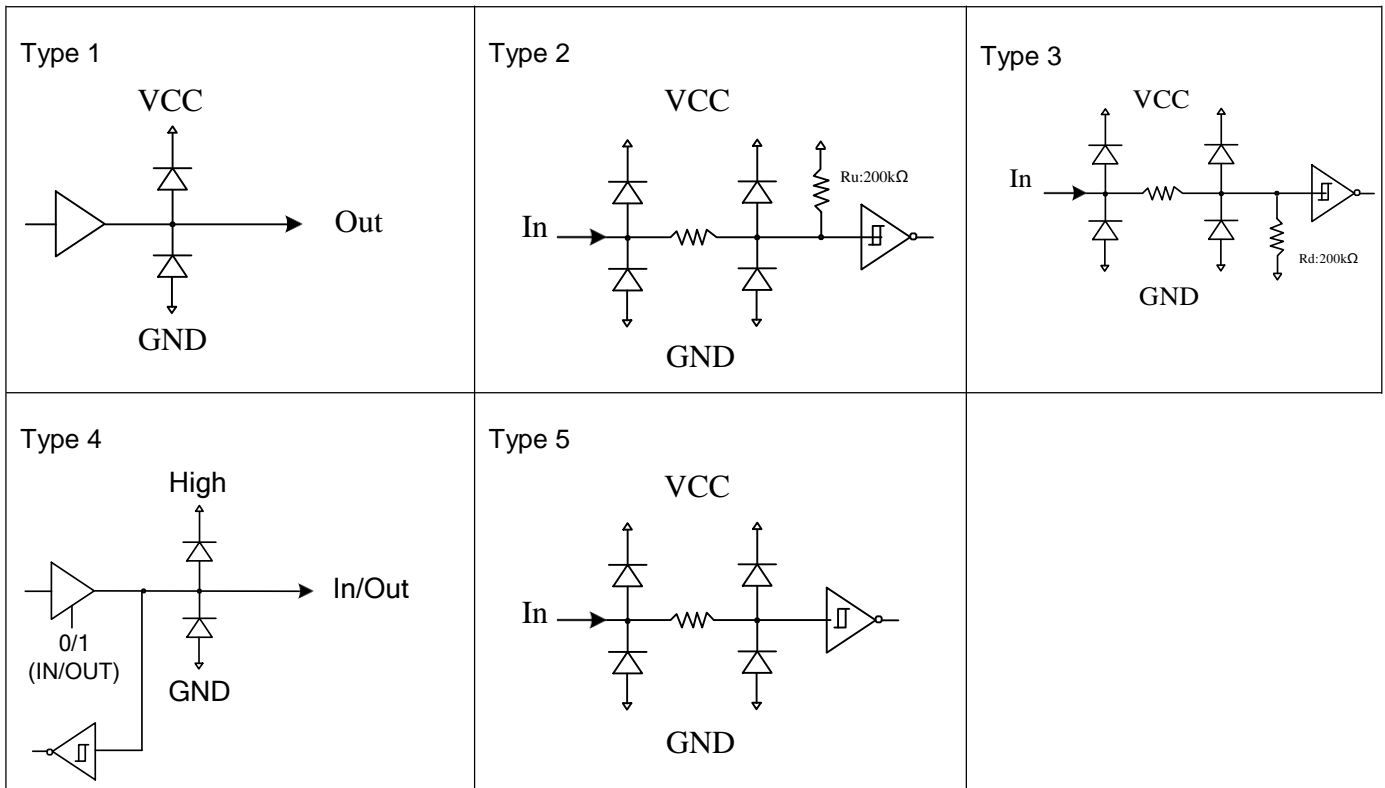 Type 1
VCC
Out
GND
Type 2
VCC
Ru:200kΩ
In
GND
Type 3
VCC
In
Rd:200kΩ
GND
Type 4
High
In/Out
0/1
(IN/OUT)
GND
Type 5
VCC
In
GND